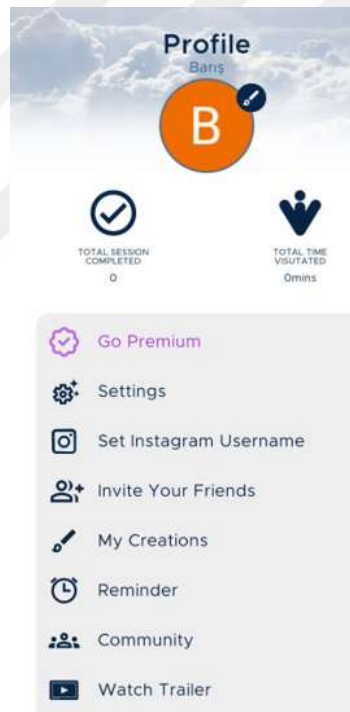 Profile
Barış
B
TOTAL SESSION
COMPLETED
0
TOTAL TIME
VISUTATED
0mins
Go Premium
Settings
Set Instagram Username
Invite Your Friends
My Creations
Reminder
Community
Watch Trailer